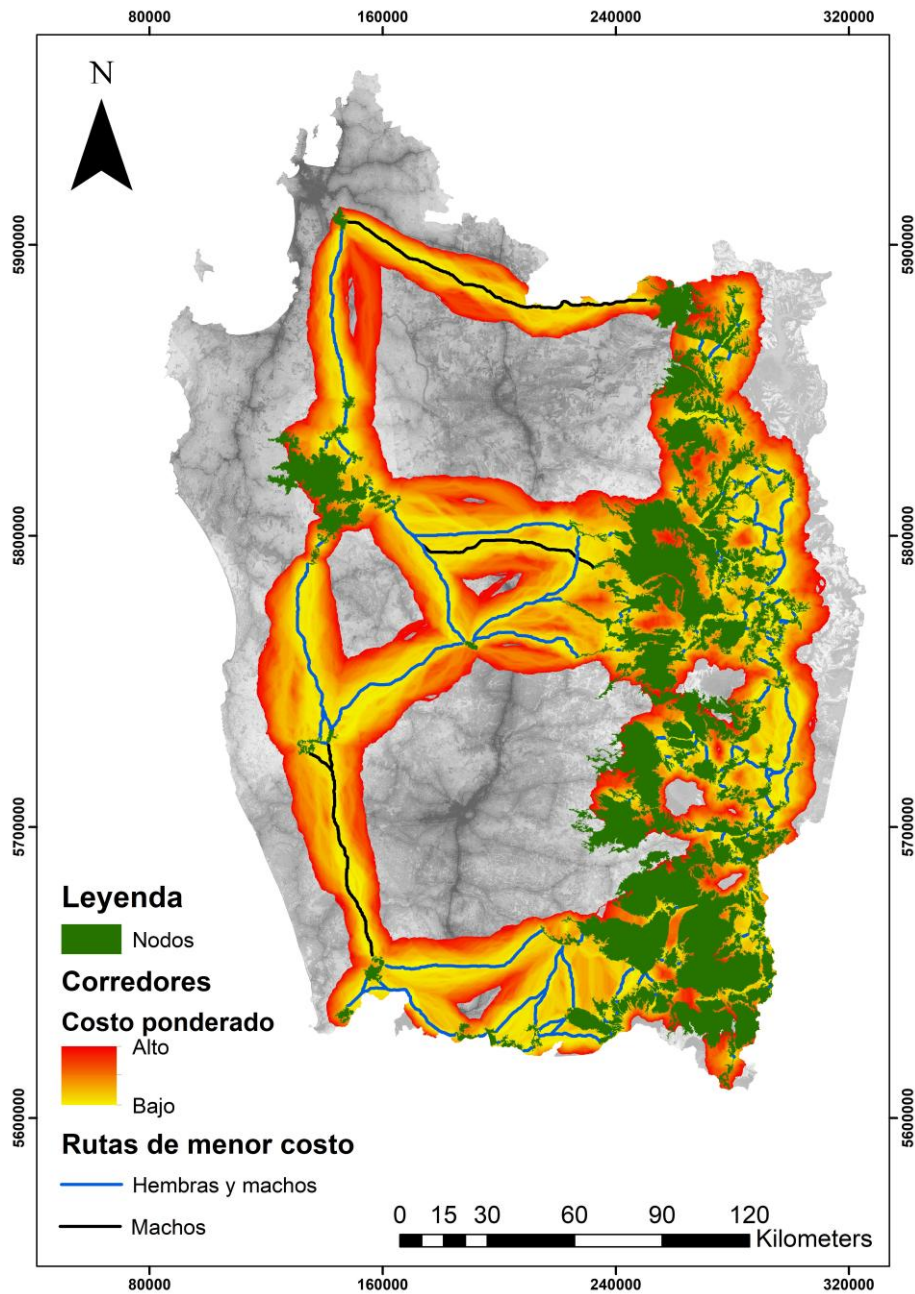 80000 160000 240000 320000
N
5900000 5900000
5800000 5800000
5700000 5700000
Leyenda
Nodos
Corredores
Costo ponderado
Alto
Bajo
5600000 5600000
Rutas de menor costo
Hembras y machos
Machos
0 15 30 60 90 120
Kilometers
80000 160000 240000 320000